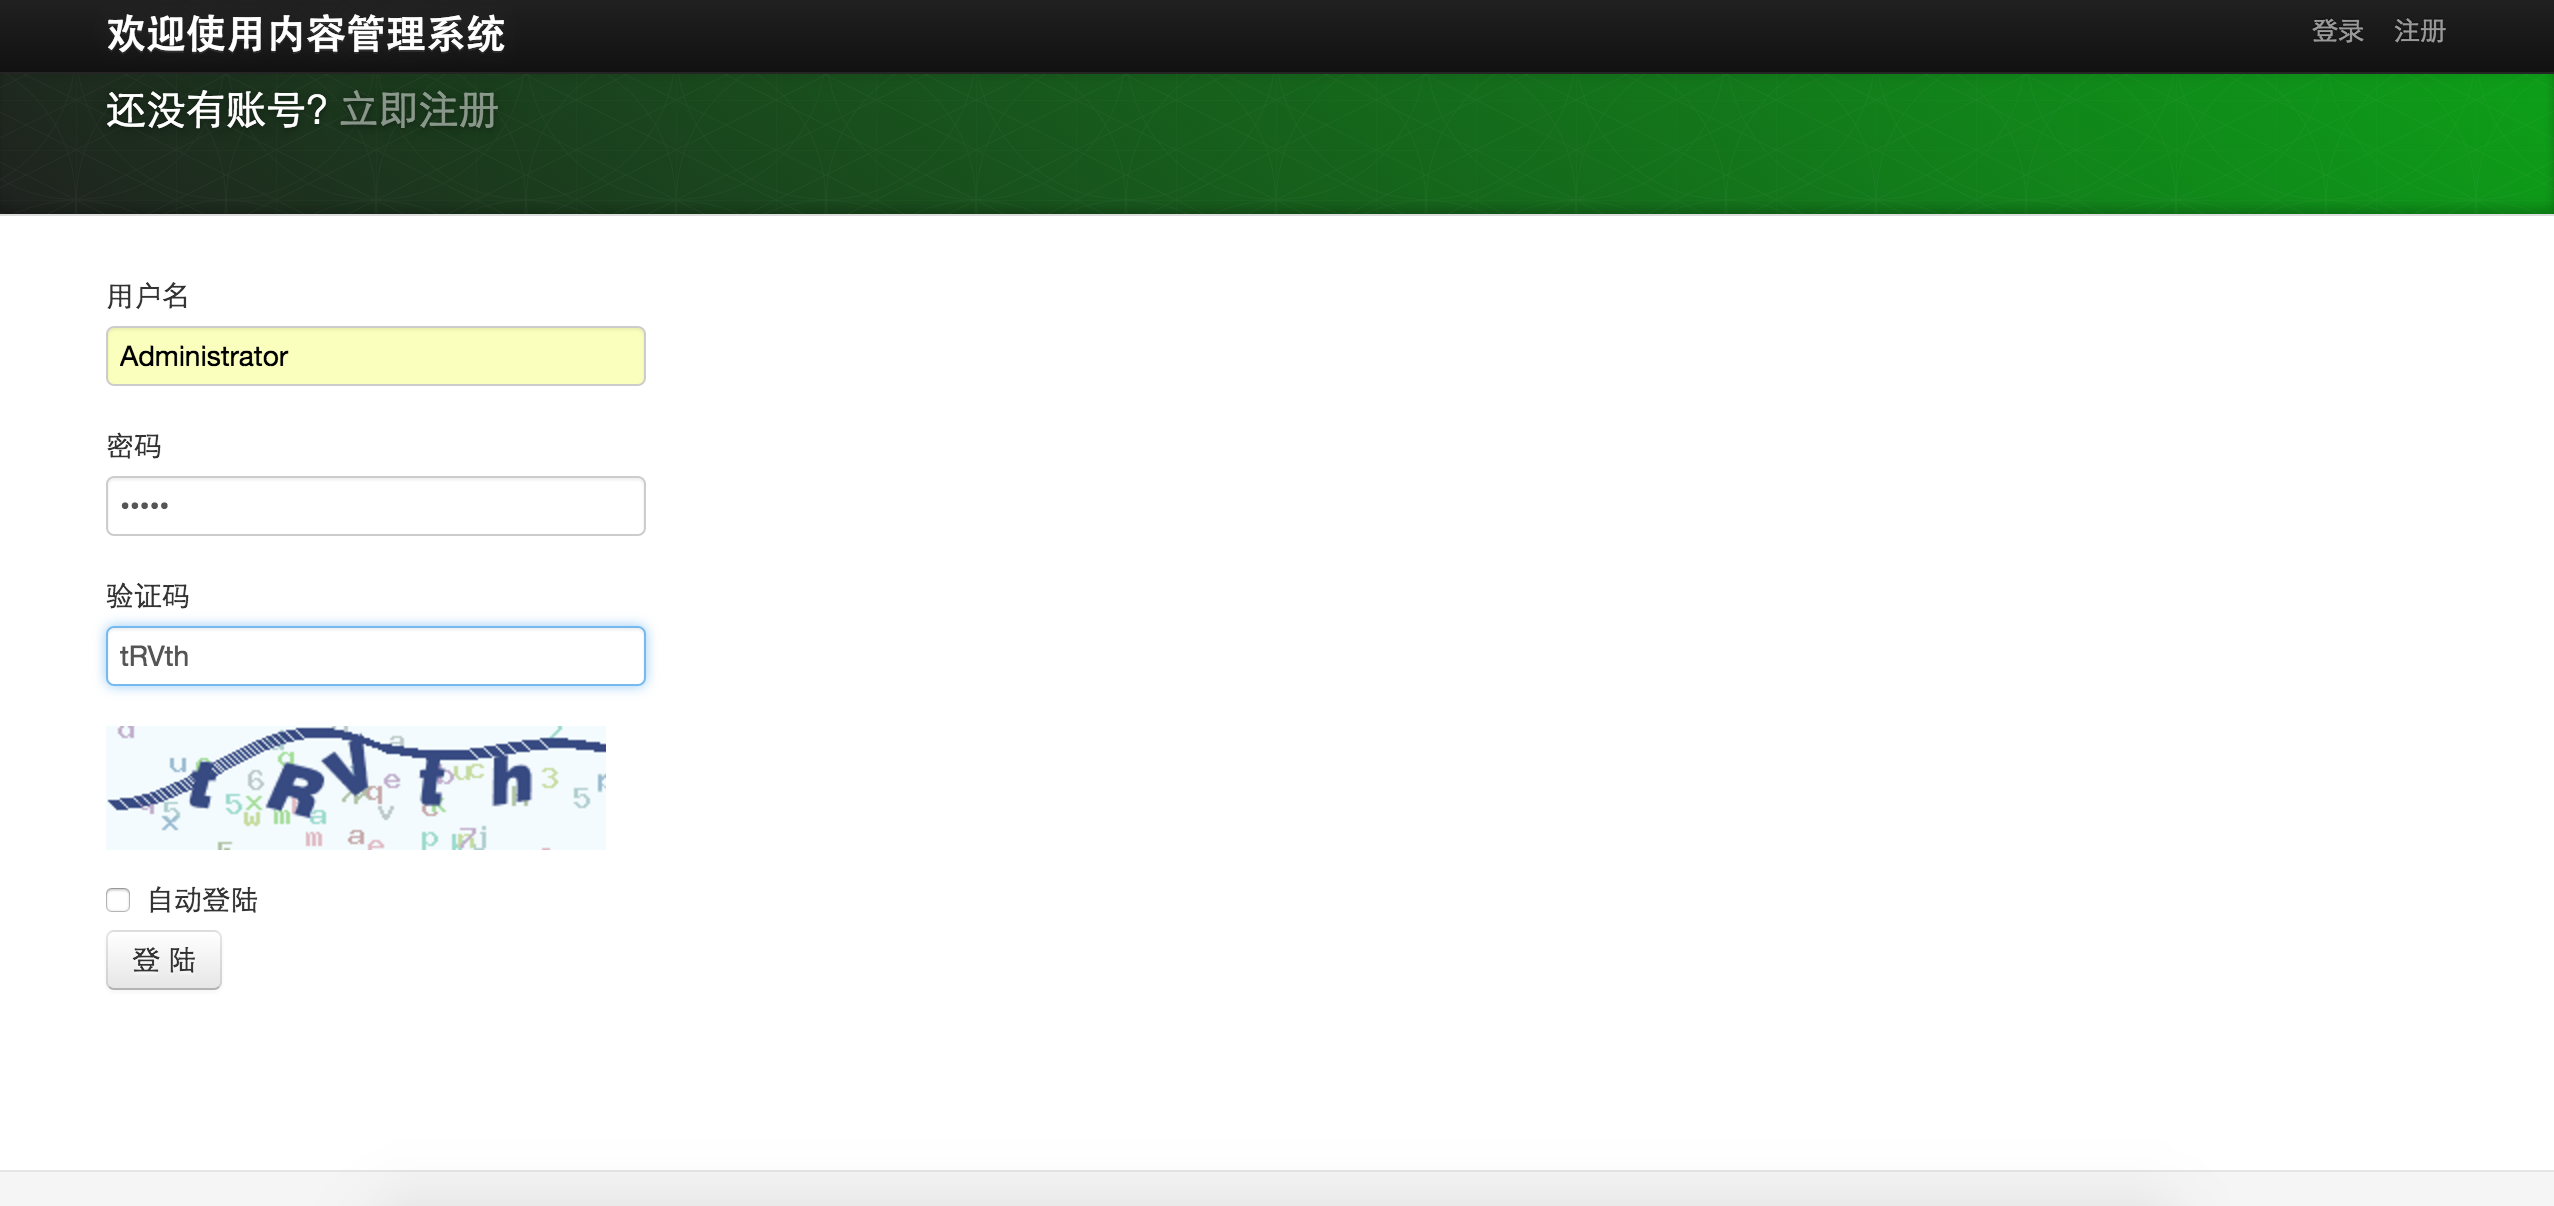 欢迎使用内容管理系统
登录 注册
还没有账号? 立即注册
用户名
Administrator
密码
•••••
验证码
tRVth
tRVth
自动登陆
登 陆